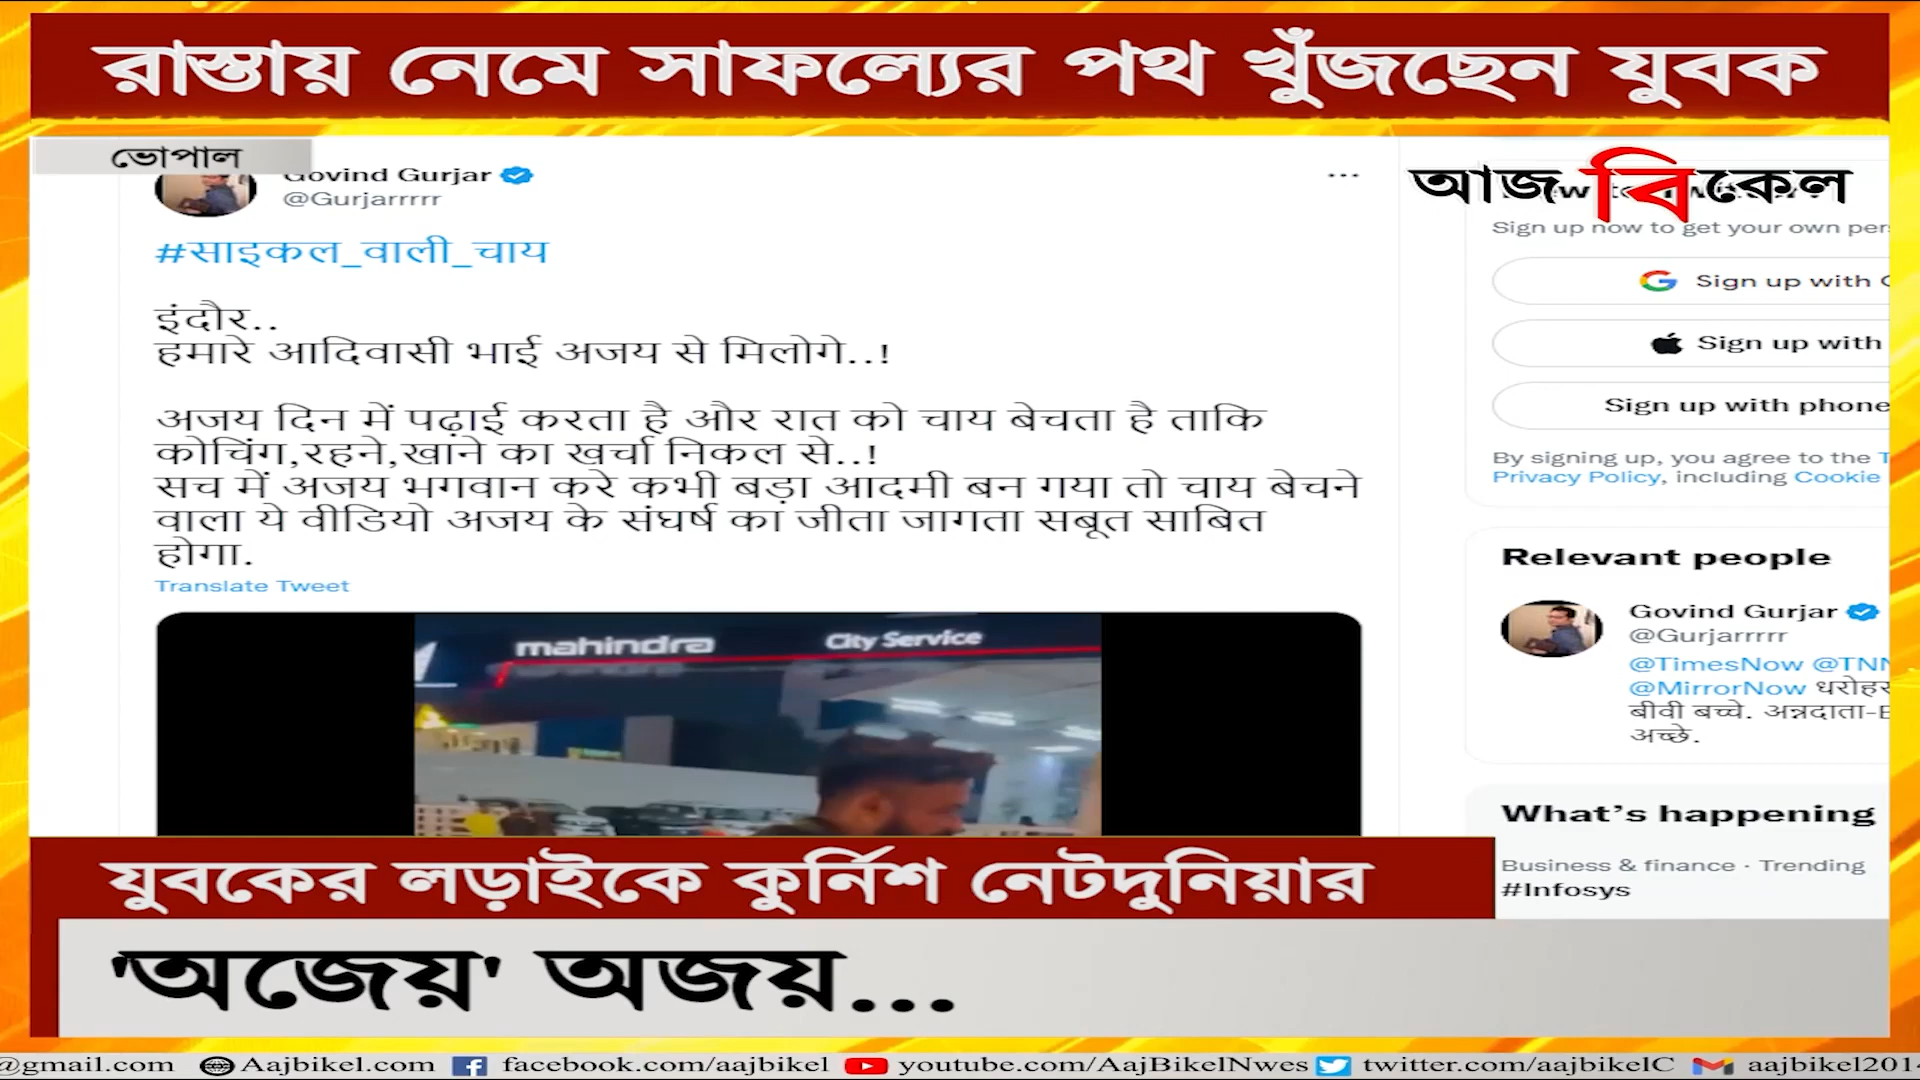 রাস্তায় নেমে সাফল্যের পথ খুঁজছেন যুবক
ভোপাল
আজ বিকেল
Govind Gurjar
@Gurjarrrrr
#साइकल_वाली_चाय
इंदौर..
हमारे आदिवासी भाई अजय से मिलोगे..!
अजय दिन में पढ़ाई करता है और रात को चाय बेचता है ताकि
कोचिंग,रहने,खाने का खर्चा निकल से..!
सच में अजय भगवान करे कभी बड़ा आदमी बन गया तो चाय बेचने
वाला ये वीडियो अजय के संघर्ष का जीता जागता सबूत साबित
होगा.
Translate Tweet
mahindra
City Service
Sign up now to get your own per
Sign up with G
Sign up with
Sign up with phone
By signing up, you agree to the T
Privacy Policy, including Cookie
Relevant people
Govind Gurjar
@Gurjarrrrr
@TimesNow @TNN
@MirrorNow धरोहर
बीवी बच्चे. अन्नदाता-
अच्छे.
What's happening
Business & finance · Trending
#Infosys
যুবকের লড়াইকে কুর্নিশ নেটদুনিয়ার
'অজেয়' অজয়...
@gmail.com Aajbikel.com facebook.com/aajbikel youtube.com/AajBikelNwes twitter.com/aajbikelC aajbikel201